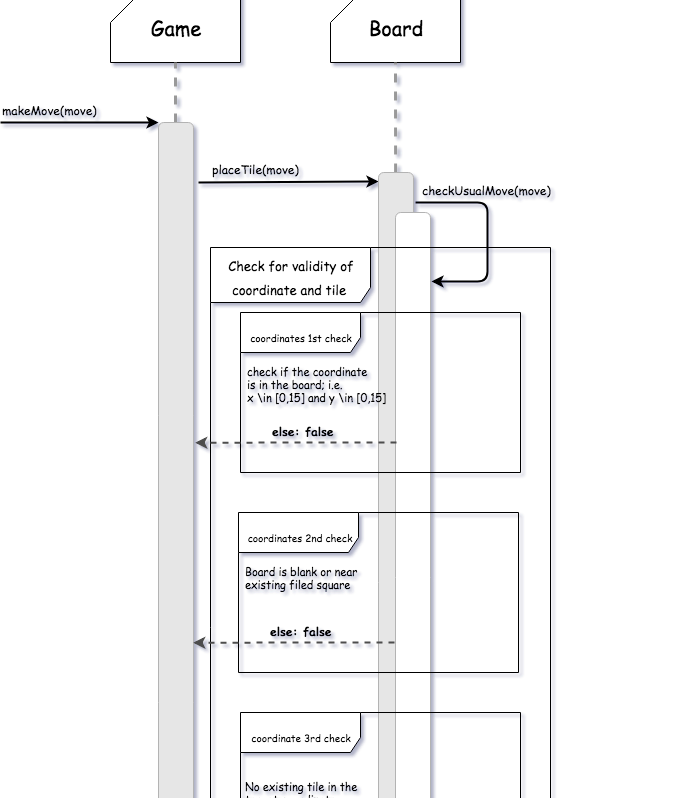 Game
Board
makeMove(move)
placeTile(move)
checkUsualMove(move)
Check for validity of
coordinate and tile
coordinates 1st check
check if the coordinate
is in the board; i.e.
x \in [0,15] and y \in [0,15]
else: false
coordinates 2nd check
Board is blank or near
existing filed square
else: false
coordinate 3rd check
No existing tile in the